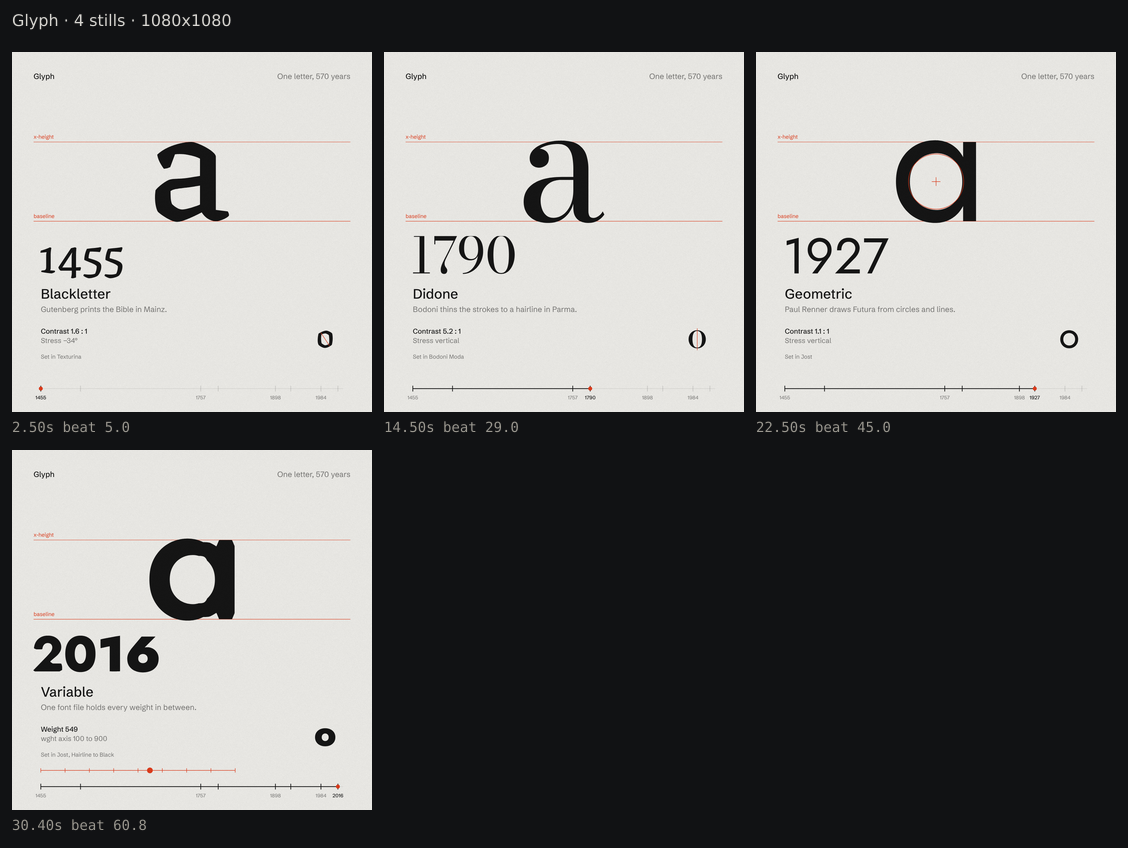 Glyph · 4 stills · 1080x1080
Glyph
One letter, 570 years
x-height
a
baseline
1455
Blackletter
Gutenberg prints the Bible in Mainz.
Contrast 1.6 : 1
Stress ~34°
o
Set in Texturina
1455
1757
1898
1984
2.50s beat 5.0
Glyph
One letter, 570 years
x-height
a
baseline
1790
Didone
Bodoni thins the strokes to a hairline in Parma.
Contrast 5.2 : 1
Stress vertical
o
Set in Bodoni Moda
1455
1757
1790
1898
1984
14.50s beat 29.0
Glyph
One letter, 570 years
x-height
a
baseline
1927
Geometric
Paul Renner draws Futura from circles and lines.
Contrast 1.1 : 1
Stress vertical
o
Set in Jost
1455
1757
1898
1927
1984
22.50s beat 45.0
Glyph
One letter, 570 years
x-height
a
baseline
2016
Variable
One font file holds every weight in between.
Weight 549
wght axis 100 to 900
o
Set in Jost, Hairline to Black
1455
1757
1898
1984
2016
30.40s beat 60.8